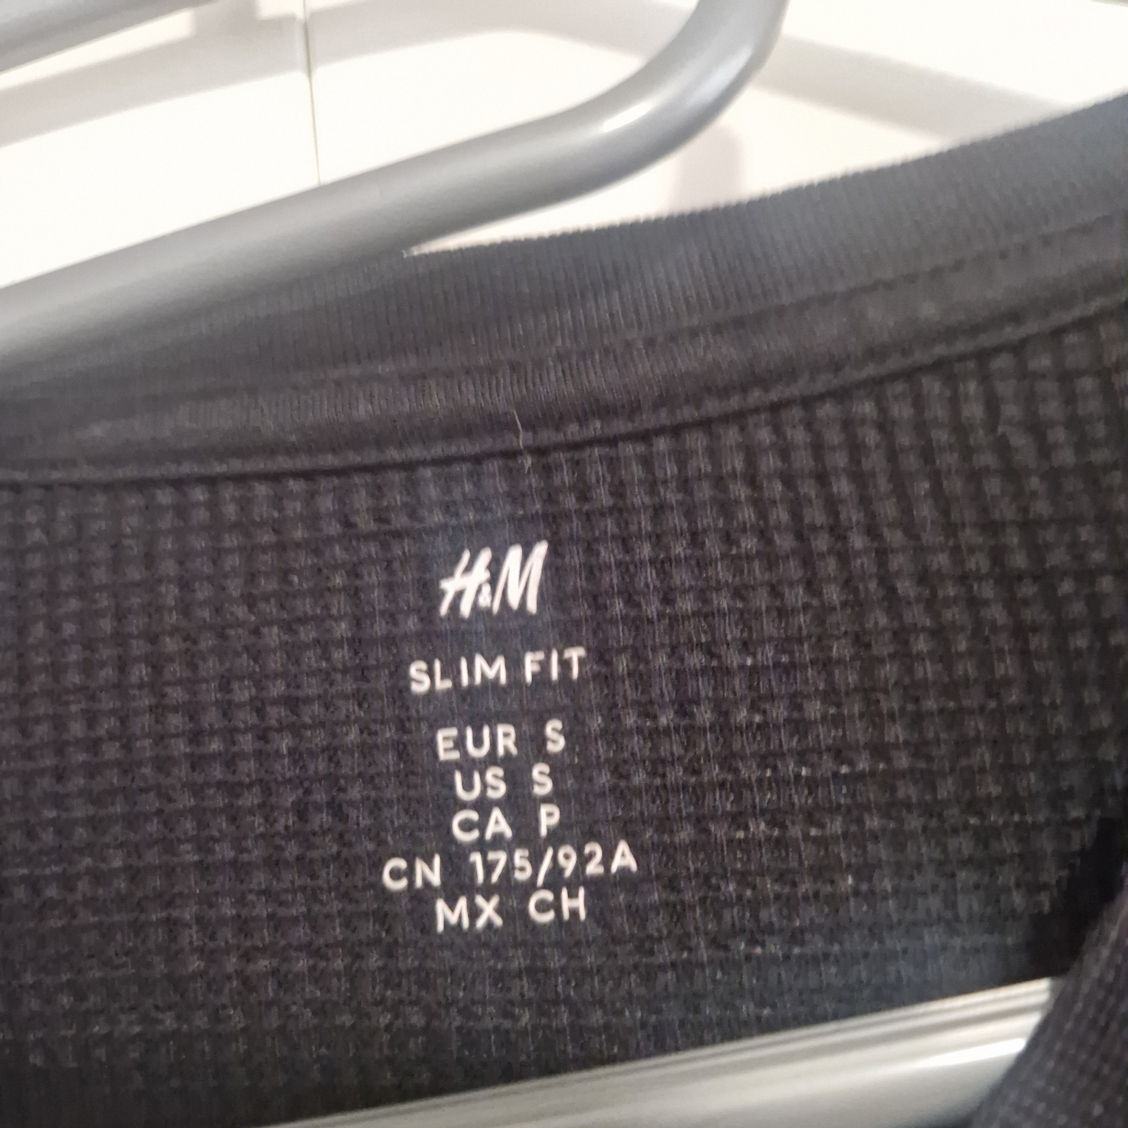 H&M
SLIM FIT
EUR S
US S
CA P
CN 175/92A
MX CH